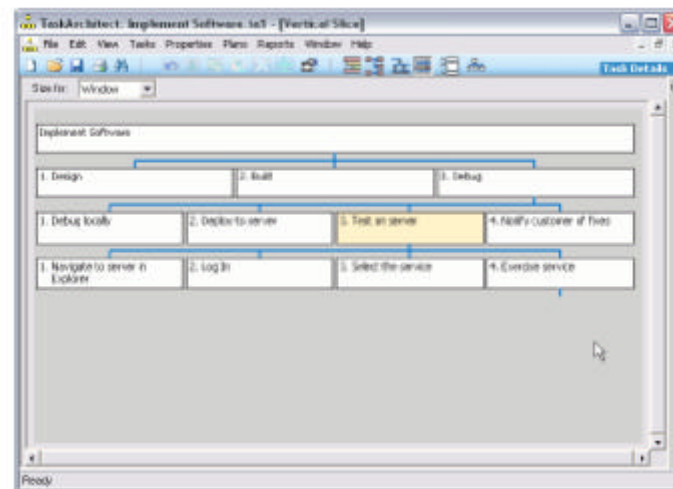 TaskArchitect: Implement Software.ta1 - [Vertical Slice]
File Edit View Tasks Properties Plans Reports Window Help
Task Details
Size for: Window
Implement Software
1. Design 2. Build 3. Debug
1. Debug locally 2. Deploy to server 3. Test on server 4. Notify customer of fixes
1. Navigate to server in Explorer 2. Log In 3. Select the service 4. Exercise service
Ready